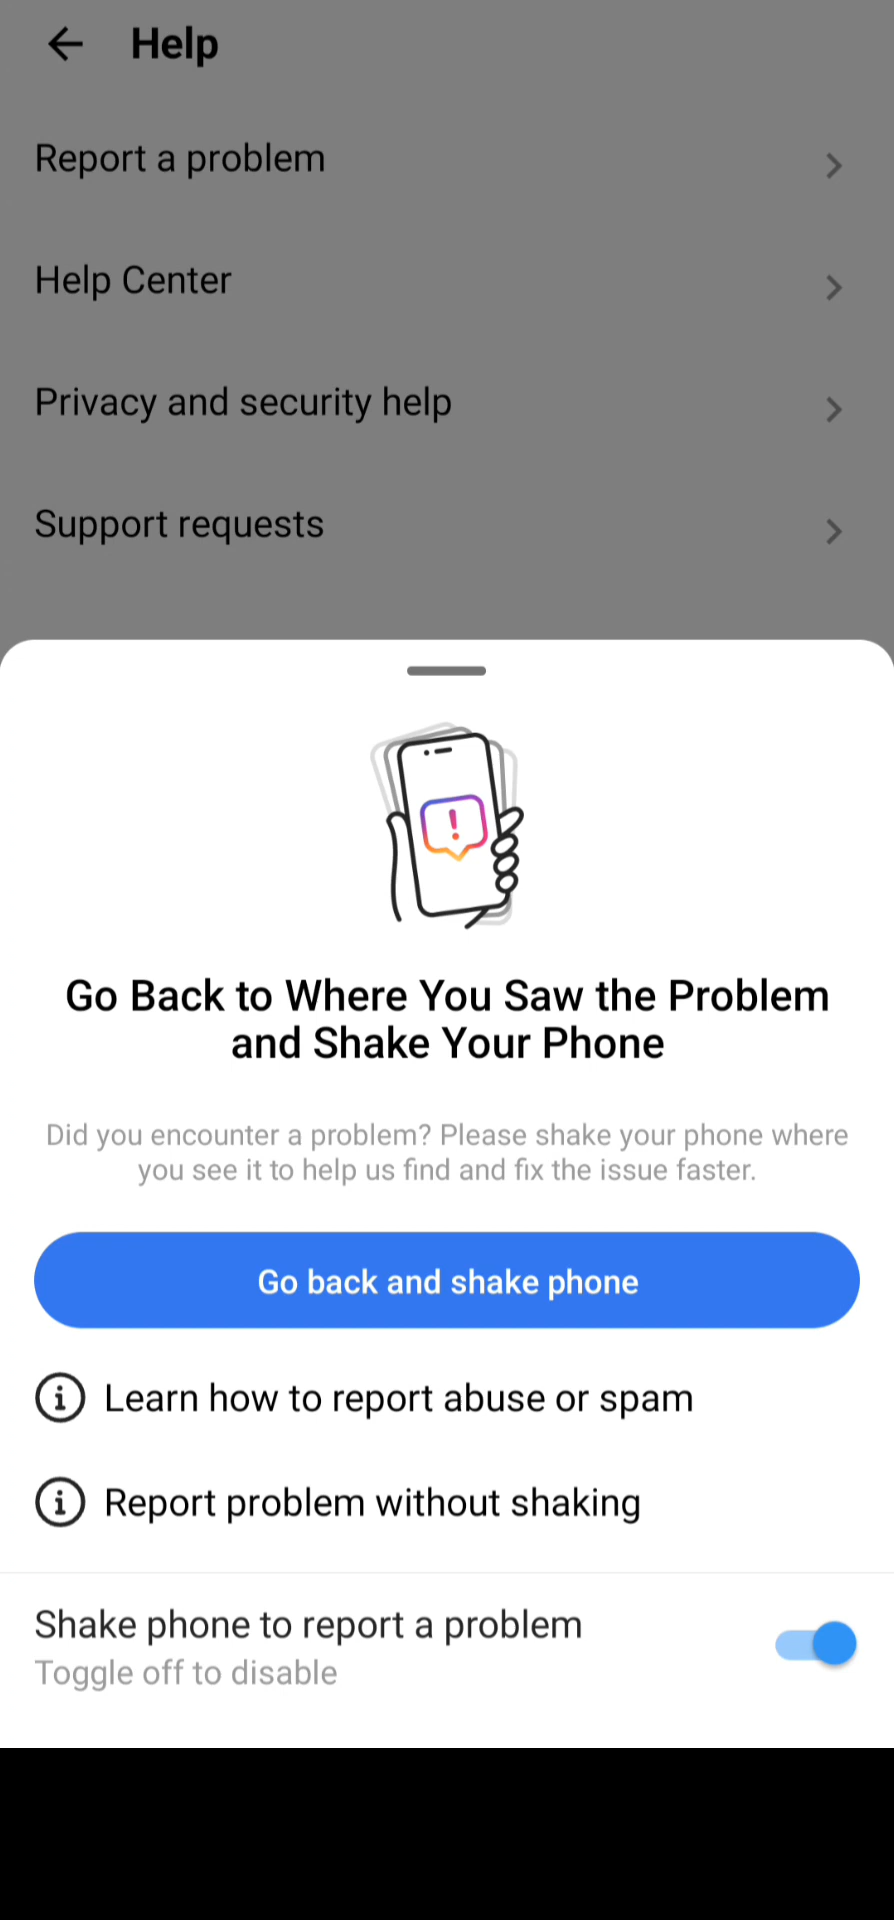 Help
Report a problem
Help Center
Privacy and security help
Support requests
Go Back to Where You Saw the Problem
and Shake Your Phone
Did you encounter a problem? Please shake your phone where
you see it to help us find and fix the issue faster.
Go back and shake phone
Learn how to report abuse or spam
Report problem without shaking
Shake phone to report a problem
Toggle off to disable